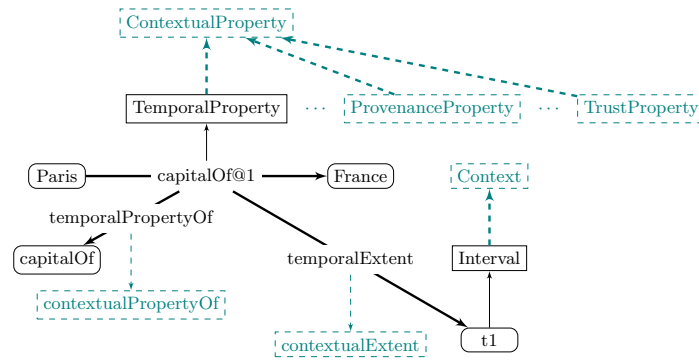 ContextualProperty
TemporalProperty ... ProvenanceProperty ... TrustProperty
Paris capitalOf@1 France Context
temporalPropertyOf
capitalOf temporalExtent Interval
contextualPropertyOf
contextualExtent t1